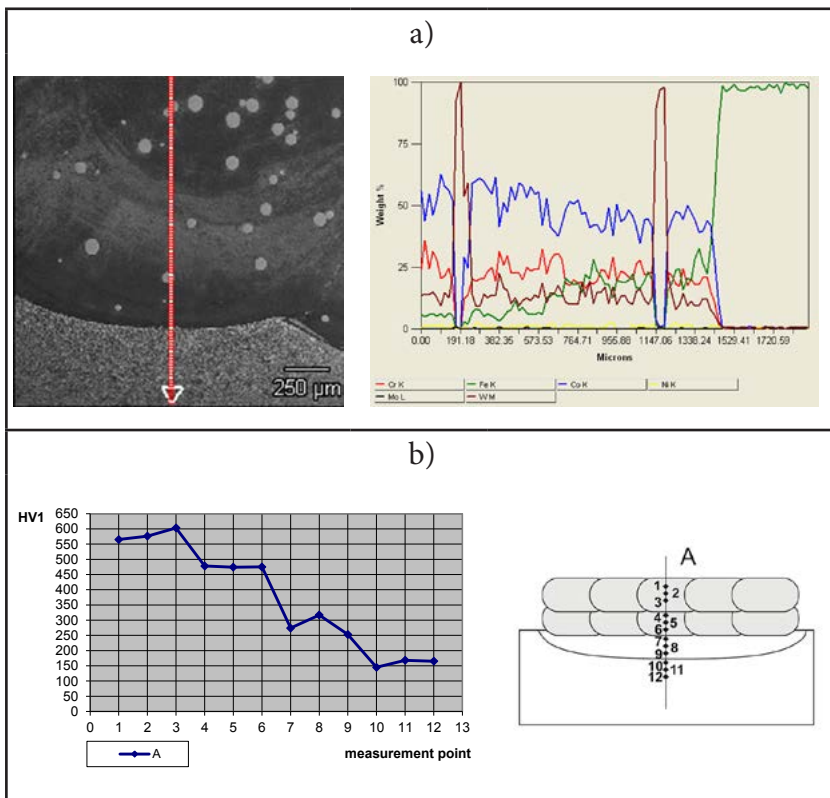 a)
250 μm
100
75
50
25
0
Weight %
0.00 191.18 382.35 573.53 764.71 955.88 1147.06 1338.24 1529.41 1720.59
Microns
Cr K Fe K Co K Ni K
Mo L W M
b)
HV1
650
600
550
500
450
400
350
300
250
200
150
100
50
0
0 1 2 3 4 5 6 7 8 9 10 11 12 13
A
measurement point
A
1
2
3
4
5
6
7
8
9
10
11
12